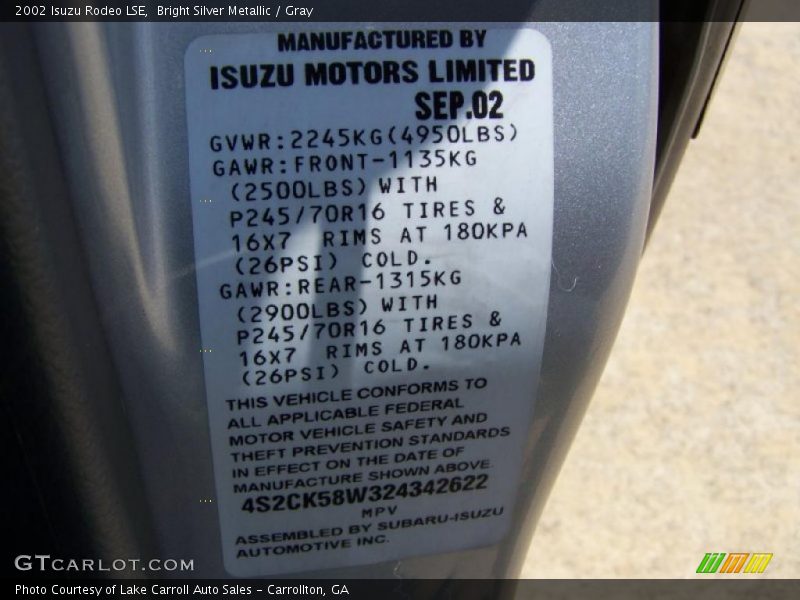 2002 Isuzu Rodeo LSE,  Bright Silver Metallic / Gray
MANUFACTURED BY
ISUZU MOTORS LIMITED
SEP.02
GVWR:2245KG(4950LBS)
GAWR:FRONT-1135KG
(2500LBS) WITH
P245/70R16 TIRES &
16X7 RIMS AT 180KPA
(26PSI) COLD.
GAWR:REAR-1315KG
(2900LBS) WITH
P245/70R16 TIRES &
16X7 RIMS AT 180KPA
(26PSI) COLD.
THIS VEHICLE CONFORMS TO
ALL APPLICABLE FEDERAL
MOTOR VEHICLE SAFETY AND
THEFT PREVENTION STANDARDS
IN EFFECT ON THE DATE OF
MANUFACTURE SHOWN ABOVE
4S2CK58W324342622
MPV
ASSEMBLED BY SUBARU-ISUZU
AUTOMOTIVE INC.
GTCARLOT.COM
Photo Courtesy of Lake Carroll Auto Sales - Carrollton, GA